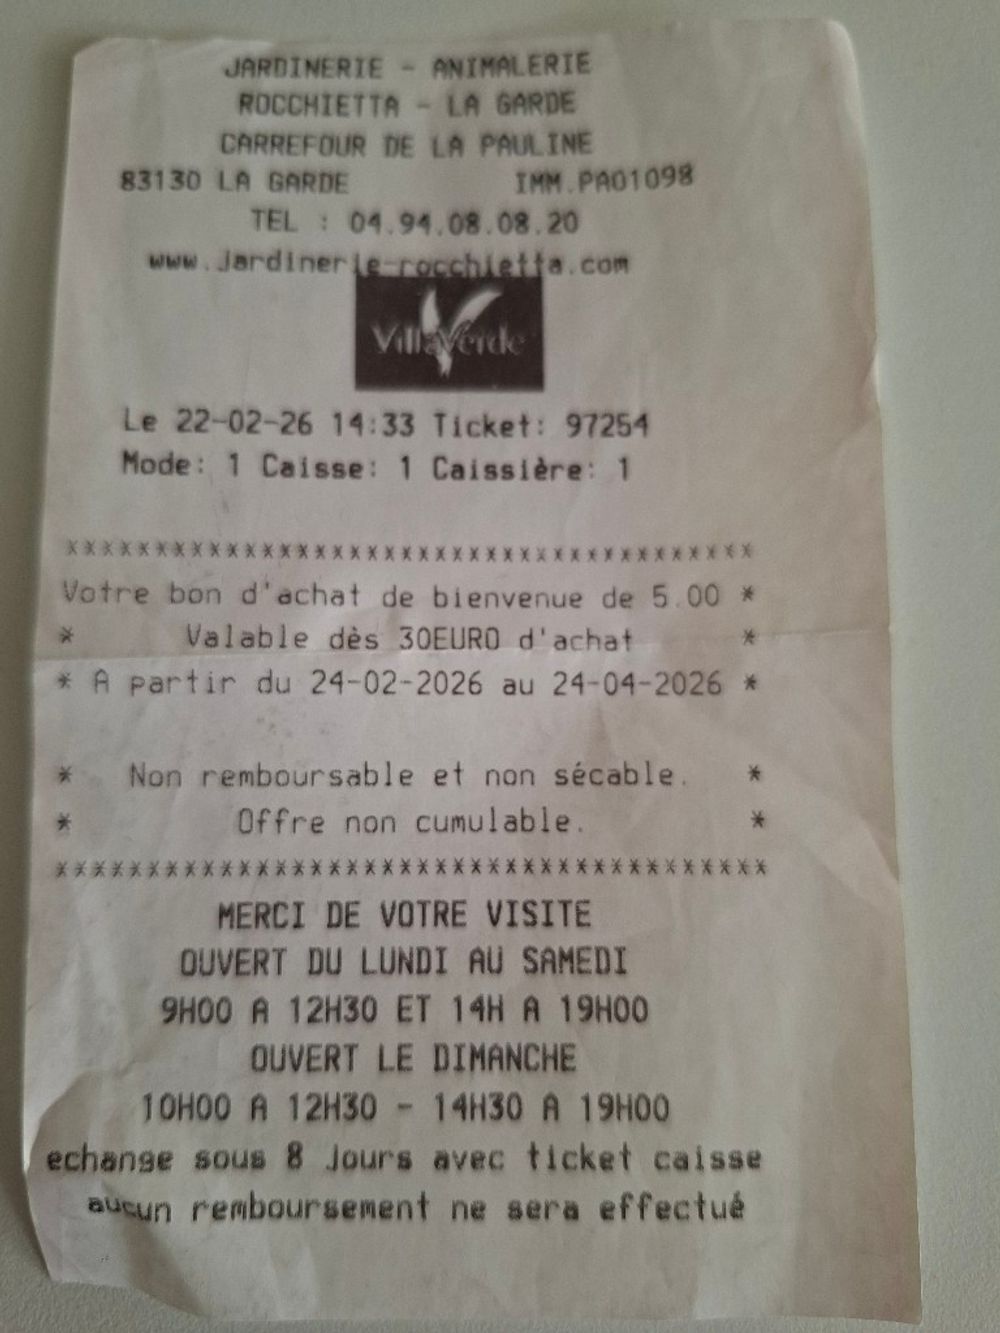 JARDINERIE - ANIMALERIE
ROCCHIETTA - LA GARDE
CARREFOUR DE LA PAULINE
83130 LA GARDE IMM.PA01098
TEL : 04.94.08.08.20
www.jardinerie-rocchietta.com
VillaVerde
Le 22-02-26 14:33 Ticket: 97254
Mode: 1 Caisse: 1 Caissière: 1
***************************************
Votre bon d'achat de bienvenue de 5.00 *
* Valable dès 30EURO d'achat *
* A partir du 24-02-2026 au 24-04-2026 *
* Non remboursable et non sécable. *
* Offre non cumulable. *
****************************************
MERCI DE VOTRE VISITE
OUVERT DU LUNDI AU SAMEDI
9H00 A 12H30 ET 14H A 19H00
OUVERT LE DIMANCHE
10H00 A 12H30 - 14H30 A 19H00
echange sous 8 jours avec ticket caisse
aucun remboursement ne sera effectué